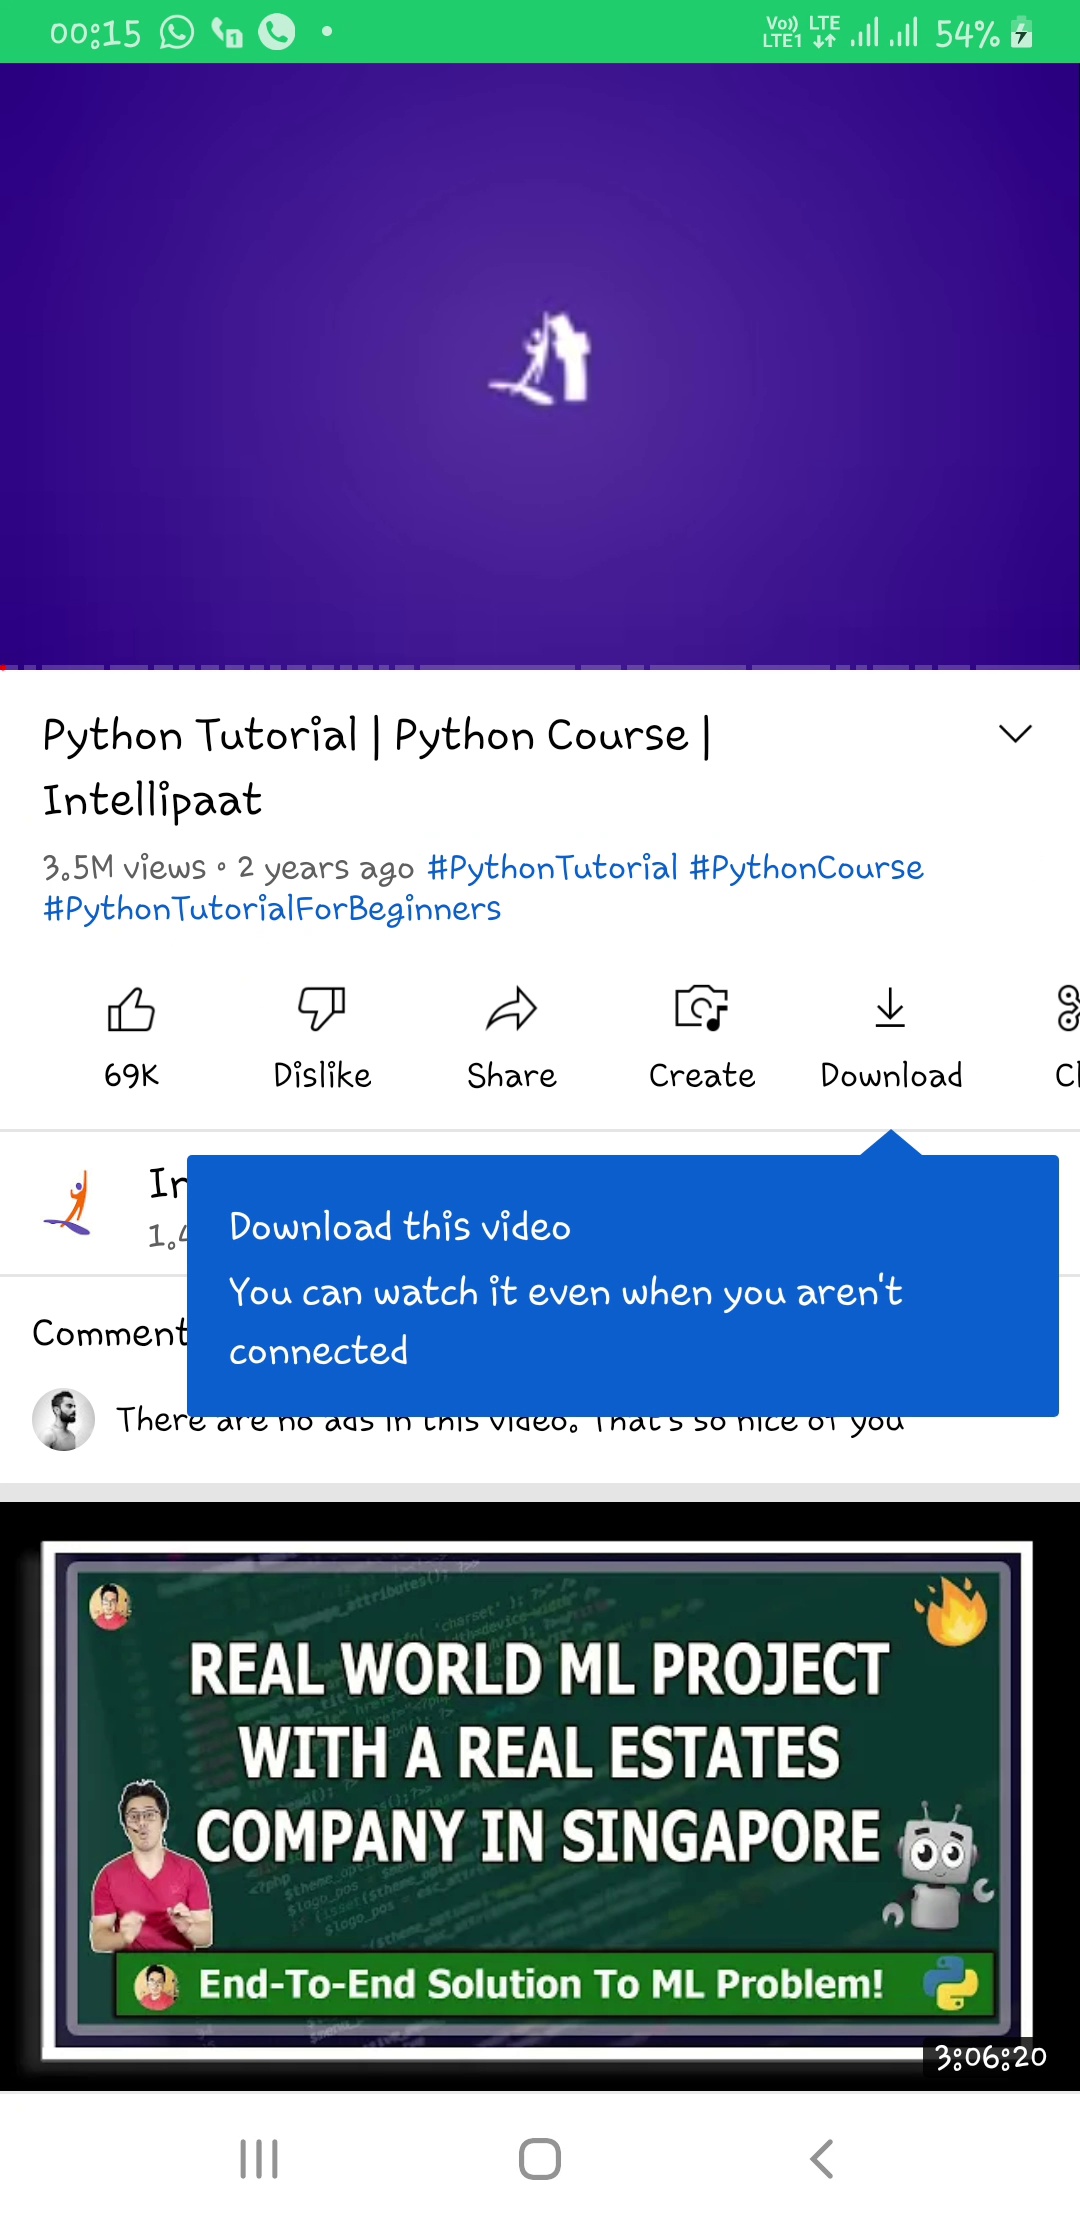 00:15
Vo)) LTE
LTE1
54%
Python Tutorial | Python Course |
Intellipaat
3.5M views • 2 years ago #PythonTutorial #PythonCourse
#PythonTutorialForBeginners
69K Dislike Share Create Download Cl
In
1.4
Download this video
You can watch it even when you aren't
connected
Comment
There are no ads in this video. That's so nice of you
REAL WORLD ML PROJECT
WITH A REAL ESTATES
COMPANY IN SINGAPORE
End-To-End Solution To ML Problem!
3:06:20